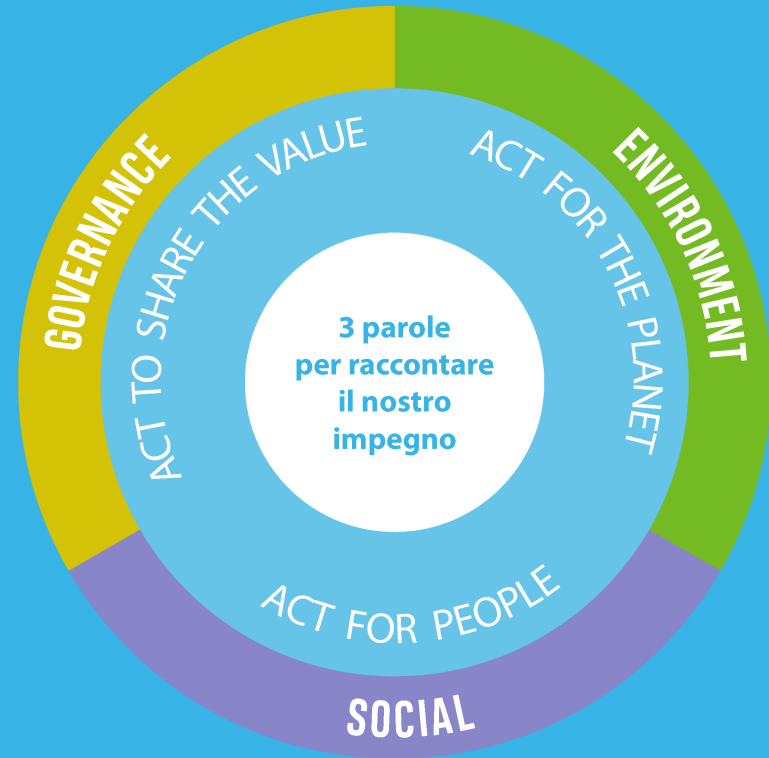 GOVERNANCE
ENVIRONMENT
ACT TO SHARE THE VALUE
ACT FOR THE PLANET
3 parole
per raccontare
il nostro
impegno
ACT FOR PEOPLE
SOCIAL